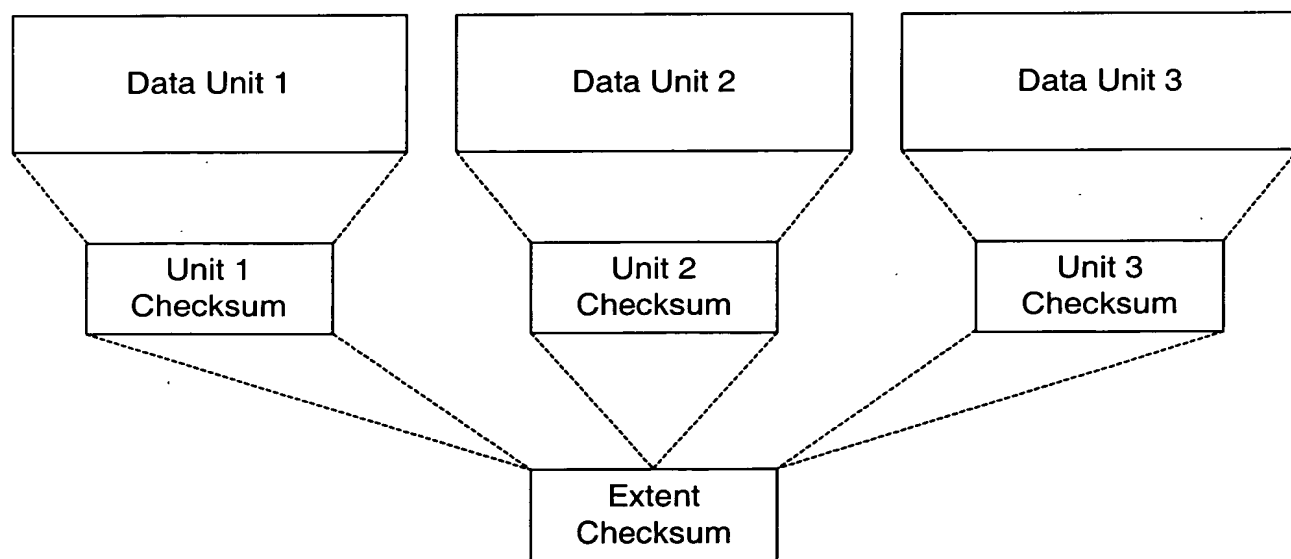 Data Unit 1
Data Unit 2
Data Unit 3
Unit 1
Checksum
Unit 2
Checksum
Unit 3
Checksum
Extent
Checksum